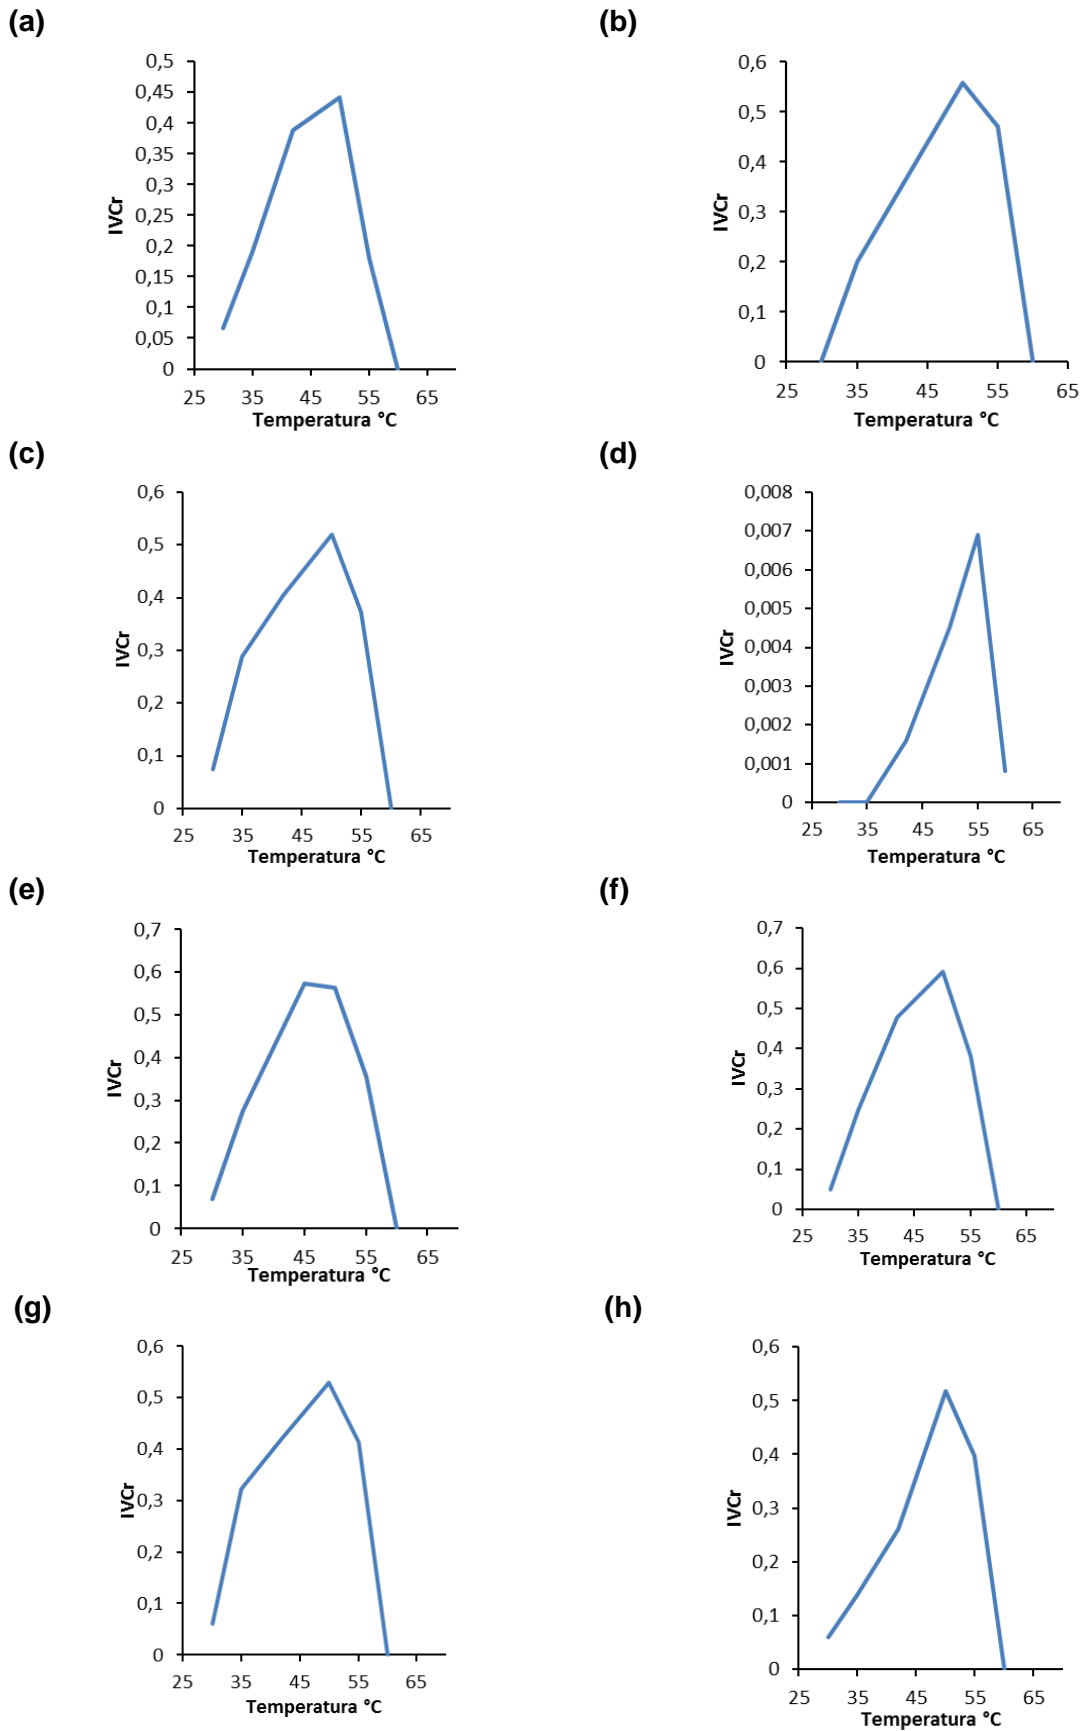 (a)
0,5
0,45
0,4
0,35
0,3
0,25
0,2
0,15
0,1
0,05
0
IVCr
25 35 45 55 65
Temperatura °C
(b)
0,6
0,5
0,4
0,3
0,2
0,1
0
IVCr
25 35 45 55 65
Temperatura °C
(c)
0,6
0,5
0,4
0,3
0,2
0,1
0
IVCr
25 35 45 55 65
Temperatura °C
(d)
0,008
0,007
0,006
0,005
0,004
0,003
0,002
0,001
0
IVCr
25 35 45 55 65
Temperatura °C
(e)
0,7
0,6
0,5
0,4
0,3
0,2
0,1
0
IVCr
25 35 45 55 65
Temperatura °C
(f)
0,7
0,6
0,5
0,4
0,3
0,2
0,1
0
IVCr
25 35 45 55 65
Temperatura °C
(g)
0,6
0,5
0,4
0,3
0,2
0,1
0
IVCr
25 35 45 55 65
Temperatura °C
(h)
0,6
0,5
0,4
0,3
0,2
0,1
0
IVCr
25 35 45 55 65
Temperatura °C